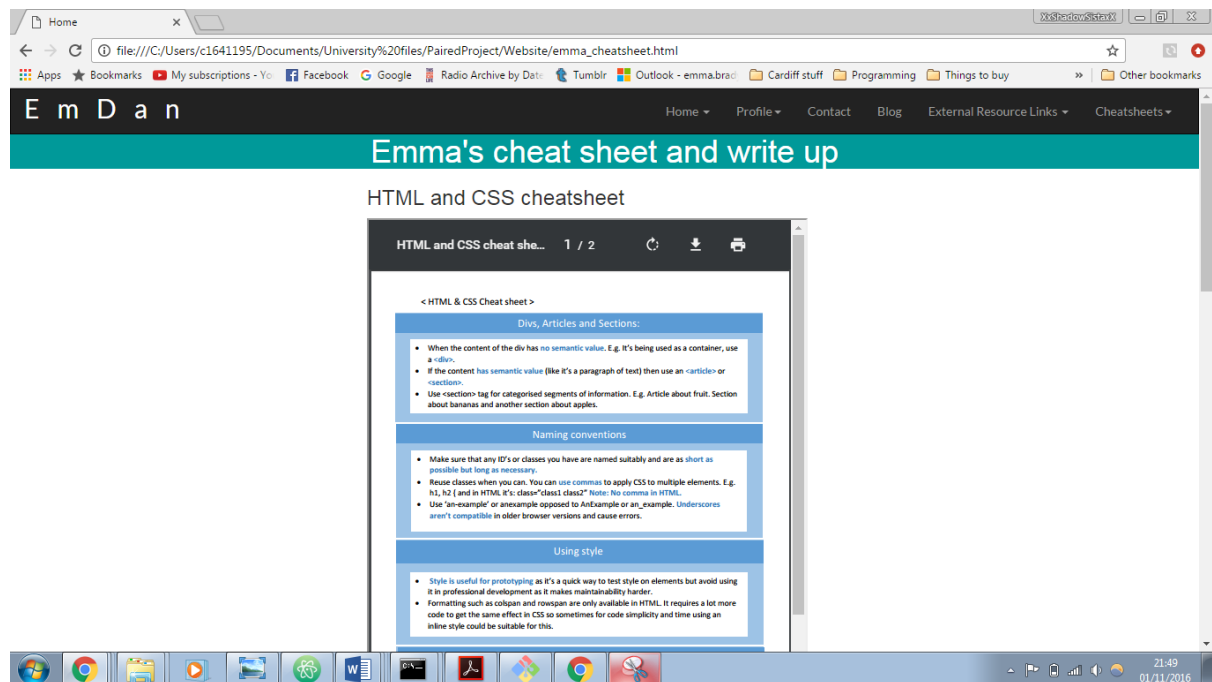 Home
XxShadowSistaxX
file:///C:/Users/c1641195/Documents/University%20files/PairedProject/Website/emma_cheatsheet.html
Apps Bookmarks My subscriptions - Yo Facebook Google Radio Archive by Date Tumblr Outlook - emma.brad Cardiff stuff Programming Things to buy » Other bookmarks
E m D a n Home Profile Contact Blog External Resource Links Cheatsheets
Emma's cheat sheet and write up
HTML and CSS cheatsheet
HTML and CSS cheat she... 1 / 2
< HTML & CSS Cheat sheet >
Divs, Articles and Sections:
• When the content of the div has no semantic value. E.g. It's being used as a container, use
a <div>.
• If the content has semantic value (like it's a paragraph of text) then use an <article> or
<section>.
• Use <section> tag for categorised segments of information. E.g. Article about fruit. Section
about bananas and another section about apples.
Naming conventions
• Make sure that any ID's or classes you have are named suitably and are as short as
possible but long as necessary.
• Reuse classes when you can. You can use commas to apply CSS to multiple elements. E.g.
h1, h2 { and in HTML it's: class="class1 class2" Note: No comma in HTML.
• Use 'an-example' or anexample opposed to AnExample or an_example. Underscores
aren't compatible in older browser versions and cause errors.
Using style
• Style is useful for prototyping as it's a quick way to test style on elements but avoid using
it in professional development as it makes maintainability harder.
• Formatting such as colspan and rowspan are only available in HTML. It requires a lot more
code to get the same effect in CSS so sometimes for code simplicity and time using an
inline style could be suitable for this.
21:49
01/11/2016